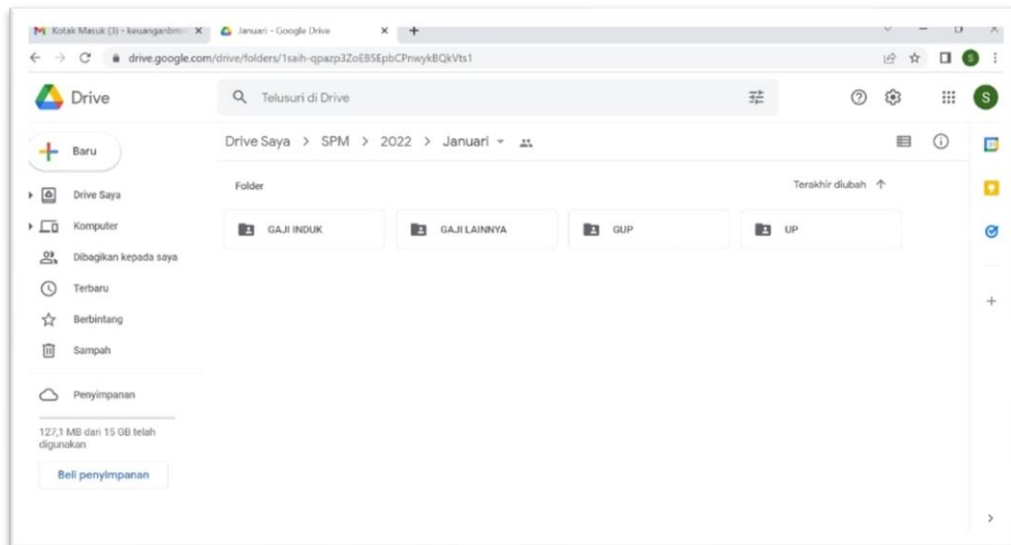 Kotak Masuk (3) - keuanganbmn
Januari - Google Drive
drive.google.com/drive/folders/1saih-qpazp3ZoEB5EpbCPnwykBQkVts1
S
Drive
Telusuri di Drive
S
Baru
Drive Saya > SPM > 2022 > Januari
Folder
Terakhir diubah
Drive Saya
GAJI INDUK
GAJI LAINNYA
GUP
UP
Komputer
Dibagikan kepada saya
Terbaru
Berbintang
Sampah
Penyimpanan
127,1 MB dari 15 GB telah
digunakan
Beli penyimpanan